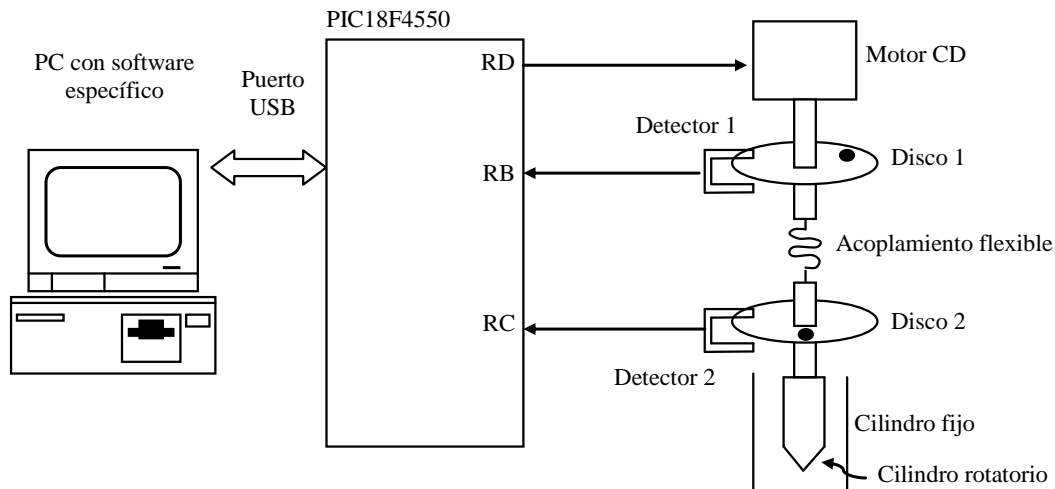 PIC18F4550
PC con software
específico
Puerto
USB
RD
Motor CD
Detector 1
Disco 1
RB
Acoplamiento flexible
RC
Disco 2
Detector 2
Cilindro fijo
Cilindro rotatorio